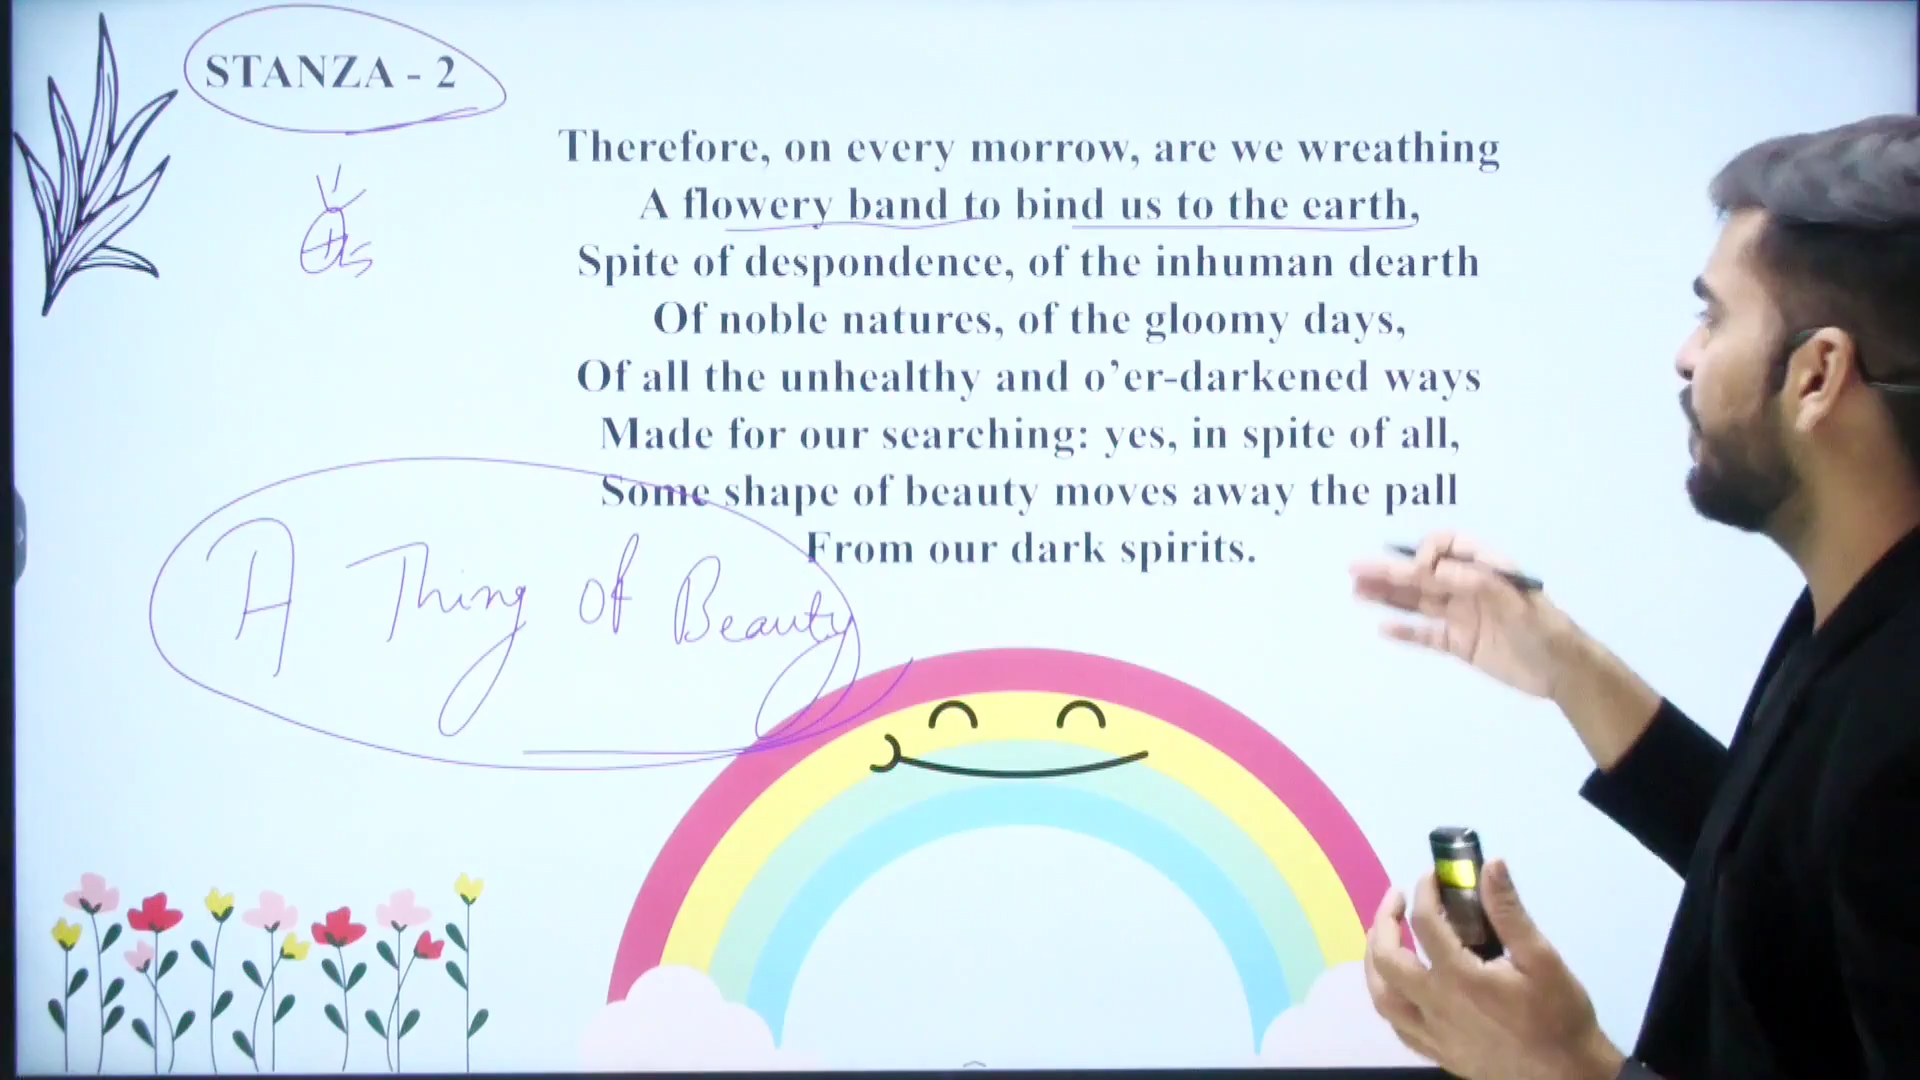 STANZA - 2
Therefore, on every morrow, are we wreathing
A flowery band to bind us to the earth,
Spite of despondence, of the inhuman dearth
Of noble natures, of the gloomy days,
Of all the unhealthy and o’er-darkened ways
Made for our searching: yes, in spite of all,
Some shape of beauty moves away the pall
From our dark spirits.
A Thing Of Beauty